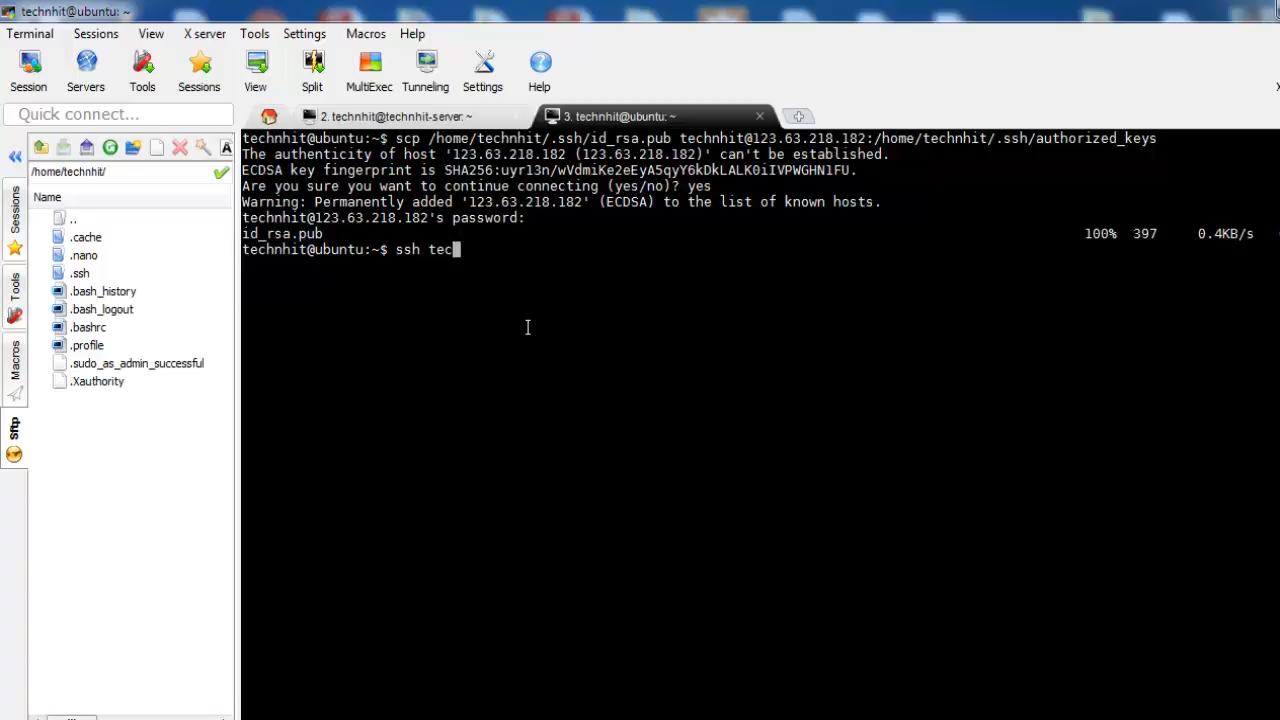 technhit@ubuntu: ~
Terminal Sessions View X server Tools Settings Macros Help
Session Servers Tools Sessions View Split MultiExec Tunneling Settings Help
Quick connect...
2. technhit@technhit-server: ~
3. technhit@ubuntu: ~
/home/technhit/
Name
..
.cache
.nano
.ssh
.bash_history
.bash_logout
.bashrc
.profile
.sudo_as_admin_successful
.Xauthority
Sessions
Tools
Macros
Sftp
technhit@ubuntu:~$ scp /home/technhit/.ssh/id_rsa.pub technhit@123.63.218.182:/home/technhit/.ssh/authorized_keys
The authenticity of host '123.63.218.182 (123.63.218.182)' can't be established.
ECDSA key fingerprint is SHA256:uyrl3n/wVdmiKe2eEyA5qyY6kDkLALK0iIVPWGHN1FU.
Are you sure you want to continue connecting (yes/no)? yes
Warning: Permanently added '123.63.218.182' (ECDSA) to the list of known hosts.
technhit@123.63.218.182's password:
id_rsa.pub 100% 397 0.4KB/s
technhit@ubuntu:~$ ssh tec